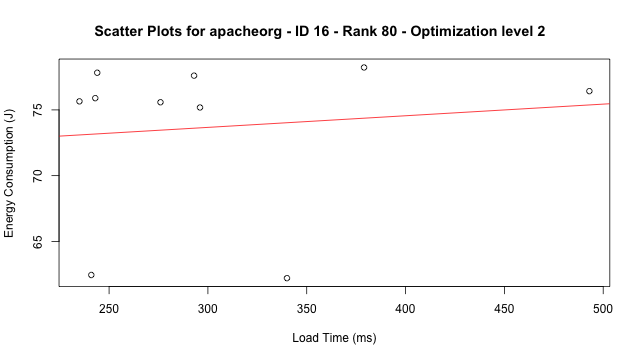 Scatter Plots for apacheorg - ID 16 - Rank 80 - Optimization level 2
Energy Consumption (J)
75
70
65
250 300 350 400 450 500
Load Time (ms)